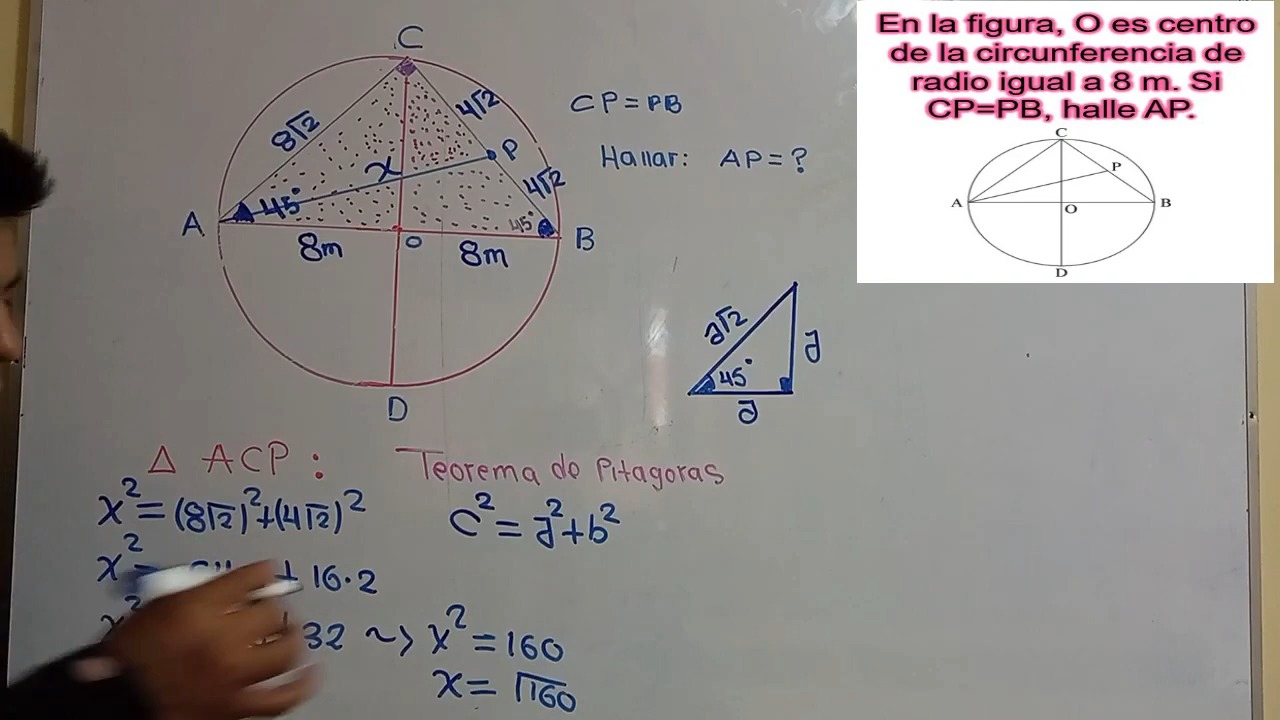 En la figura, O es centro
de la circunferencia de
radio igual a 8 m. Si
CP=PB, halle AP.
C
P
A
O
B
D
C
8√2
4√2
P
x
4√2
A
45°
45°
B
8m
o
8m
D
CP = PB
Hallar: AP = ?
a√2
a
45°
a
Δ ACP :
Teorema de Pitagoras
x² = (8√2)² + (4√2)²
c² = a² + b²
x² = + 16·2
32 ~> x² = 160
x = √160